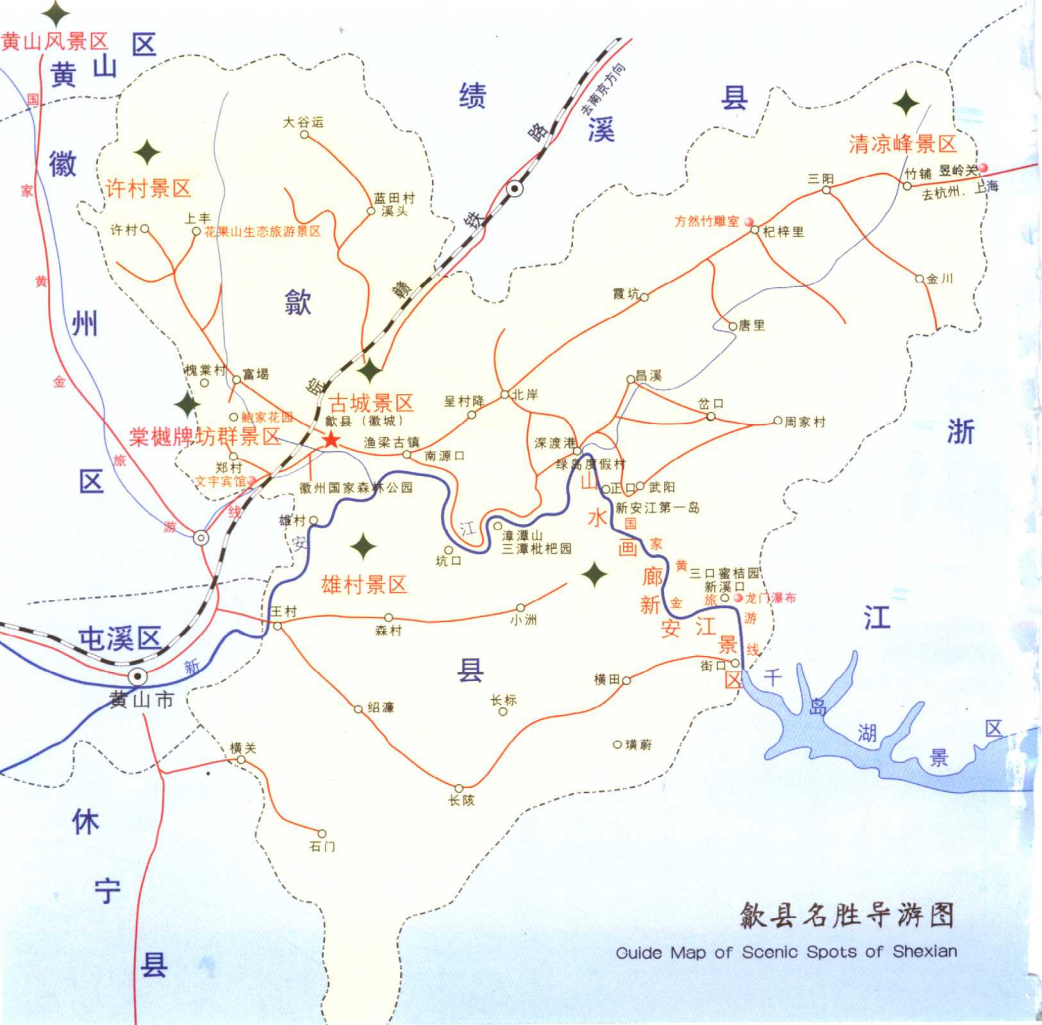 黄山风景区
黄山区
绩溪县
去南京方向
皖赣铁路
大谷运
清凉峰景区
竹铺
昱岭关
去杭州、上海
三阳
许村景区
蓝田村
溪头
许村
上丰
花果山生态旅游景区
方然竹雕室
杞梓里
金川
霞坑
唐里
歙县
徽州区
国家黄金旅游线
槐棠村
富堨
古城景区
歙县（徽城）
鲍家花园
棠樾牌坊群景区
郑村
文宇宾馆
渔梁古镇
南源口
呈村降
北岸
昌溪
岔口
周家村
深渡港
绿岛度假村
正口
武阳
新安江第一岛
徽州国家森林公园
雄村
新安江
坑口
漳潭山
三潭枇杷园
雄村景区
山水画廊
新安江景区
国家黄金旅游线
三口蜜桔园
新溪口
龙门瀑布
街口
王村
森村
小洲
屯溪区
黄山市
横田
长标
绍濂
璜蔚
长陔
横关
石门
休宁县
浙江
千岛湖景区
歙县名胜导游图
Guide Map of Scenic Spots of Shexian